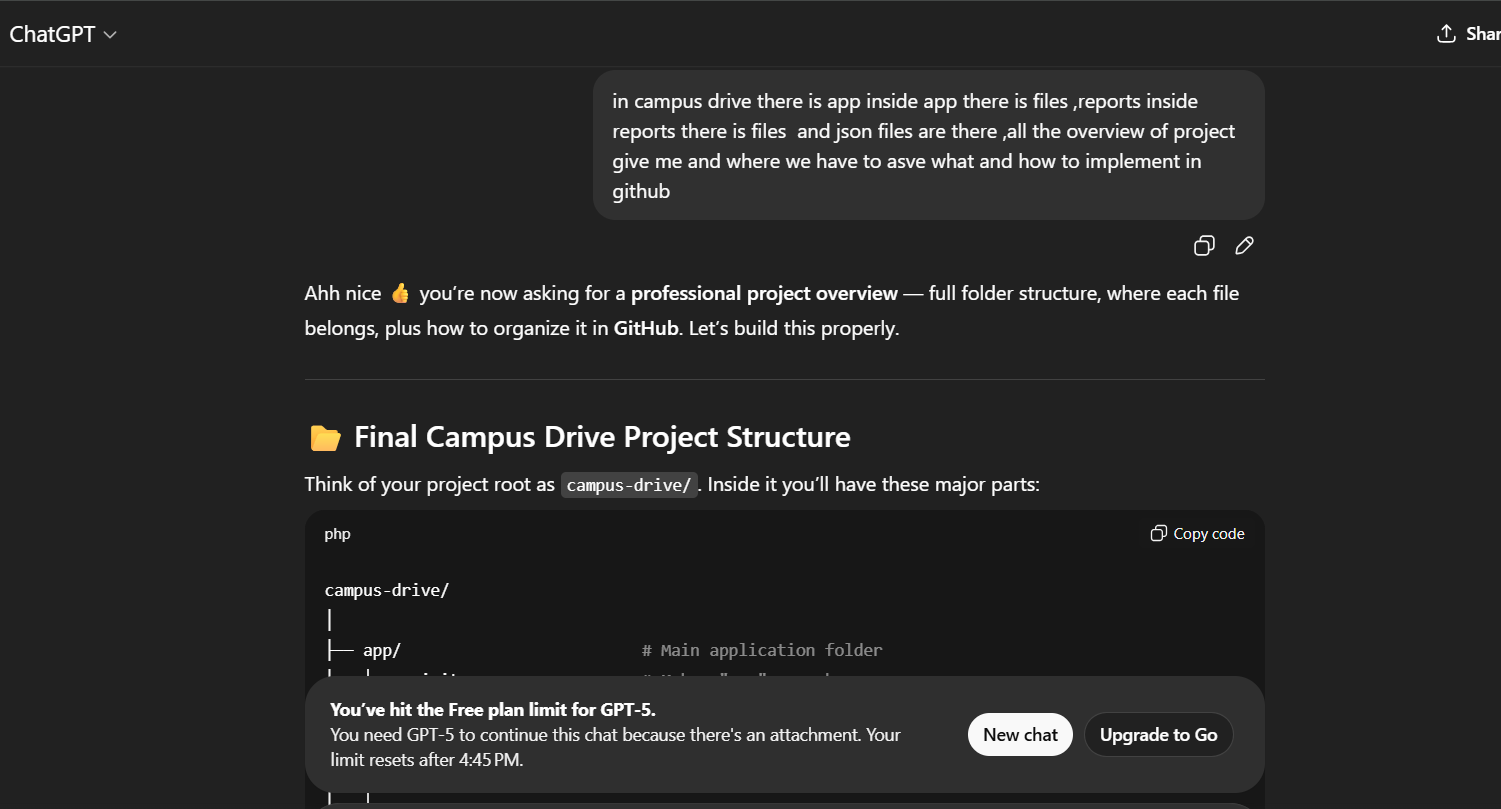 ChatGPT
Shar
in campus drive there is app inside app there is files ,reports inside
reports there is files and json files are there ,all the overview of project
give me and where we have to asve what and how to implement in
github
Ahh nice 👍 you’re now asking for a professional project overview — full folder structure, where each file
belongs, plus how to organize it in GitHub. Let’s build this properly.
📂 Final Campus Drive Project Structure
Think of your project root as campus-drive/. Inside it you’ll have these major parts:
php
Copy code
campus-drive/
│
├── app/ # Main application folder
You’ve hit the Free plan limit for GPT-5.
You need GPT-5 to continue this chat because there's an attachment. Your
limit resets after 4:45 PM.
New chat
Upgrade to Go